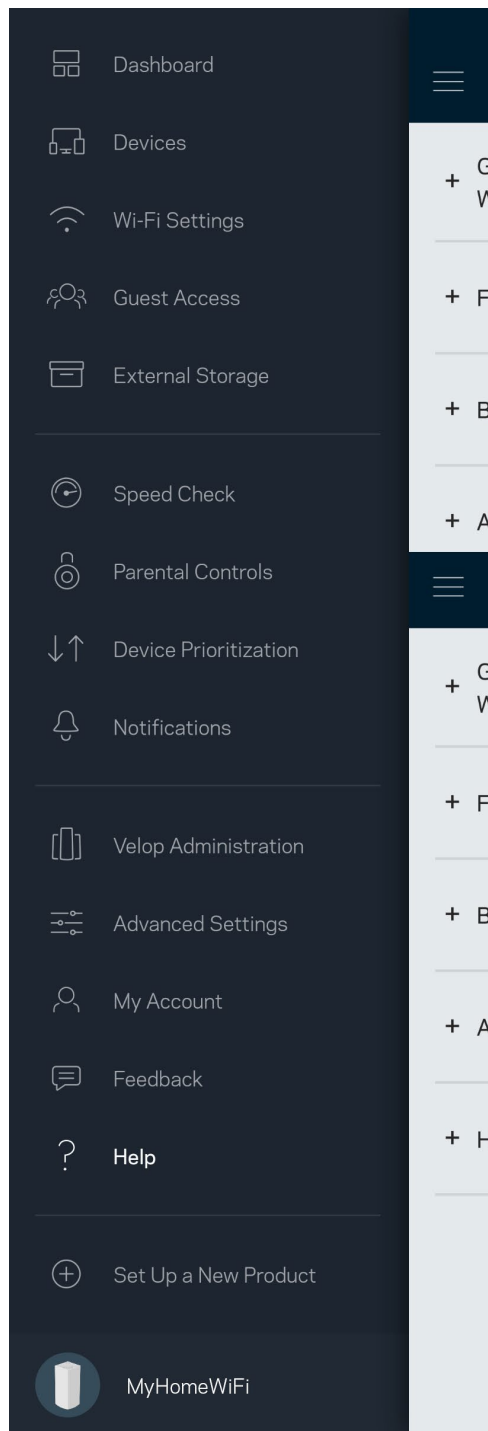 Dashboard
Devices
Wi-Fi Settings
Guest Access
External Storage
Speed Check
Parental Controls
Device Prioritization
Notifications
Velop Administration
Advanced Settings
My Account
Feedback
Help
Set Up a New Product
MyHomeWiFi